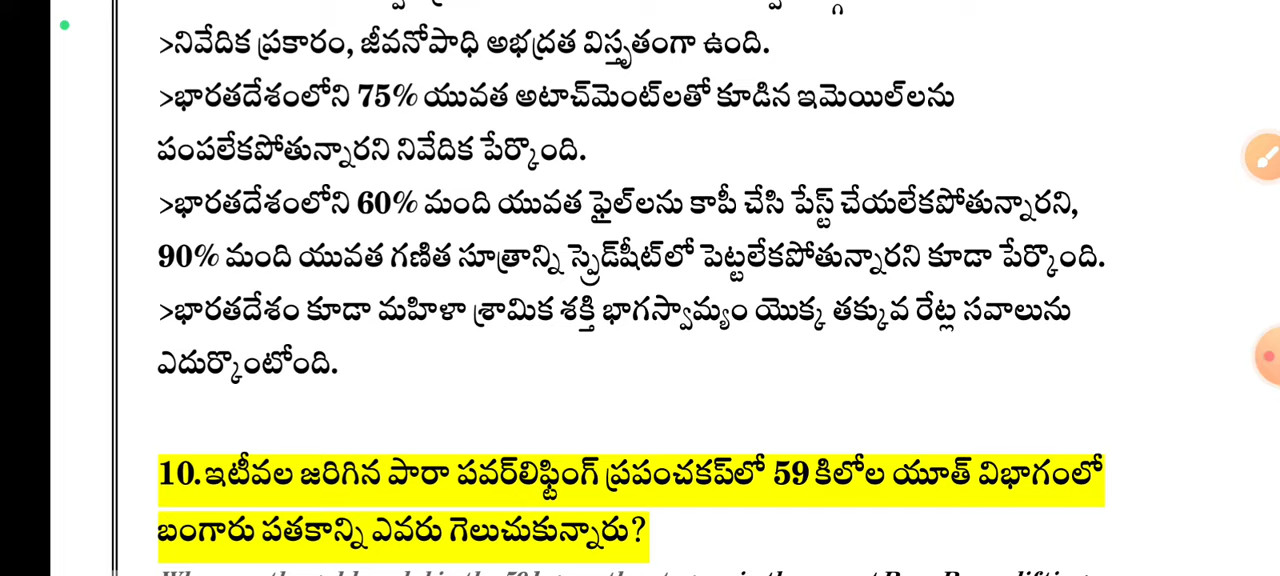 >నివేదిక ప్రకారం, జీవనోపాధి అభద్రత విస్తృతంగా ఉంది.
>భారతదేశంలోని 75% యువత అటాచ్‌మెంట్‌లతో కూడిన ఇమెయిల్‌లను
పంపలేకపోతున్నారని నివేదిక పేర్కొంది.
>భారతదేశంలోని 60% మంది యువత ఫైల్‌లను కాపీ చేసి పేస్ట్ చేయలేకపోతున్నారని,
90% మంది యువత గణిత సూత్రాన్ని స్ప్రెడ్‌షీట్‌లో పెట్టలేకపోతున్నారని కూడా పేర్కొంది.
>భారతదేశం కూడా మహిళా శ్రామిక శక్తి భాగస్వామ్యం యొక్క తక్కువ రేట్ల సవాలును
ఎదుర్కొంటోంది.
10.ఇటీవల జరిగిన పారా పవర్‌లిఫ్టింగ్ ప్రపంచకప్‌లో 59 కిలోల యూత్ విభాగంలో
బంగారు పతకాన్ని ఎవరు గెలుచుకున్నారు?